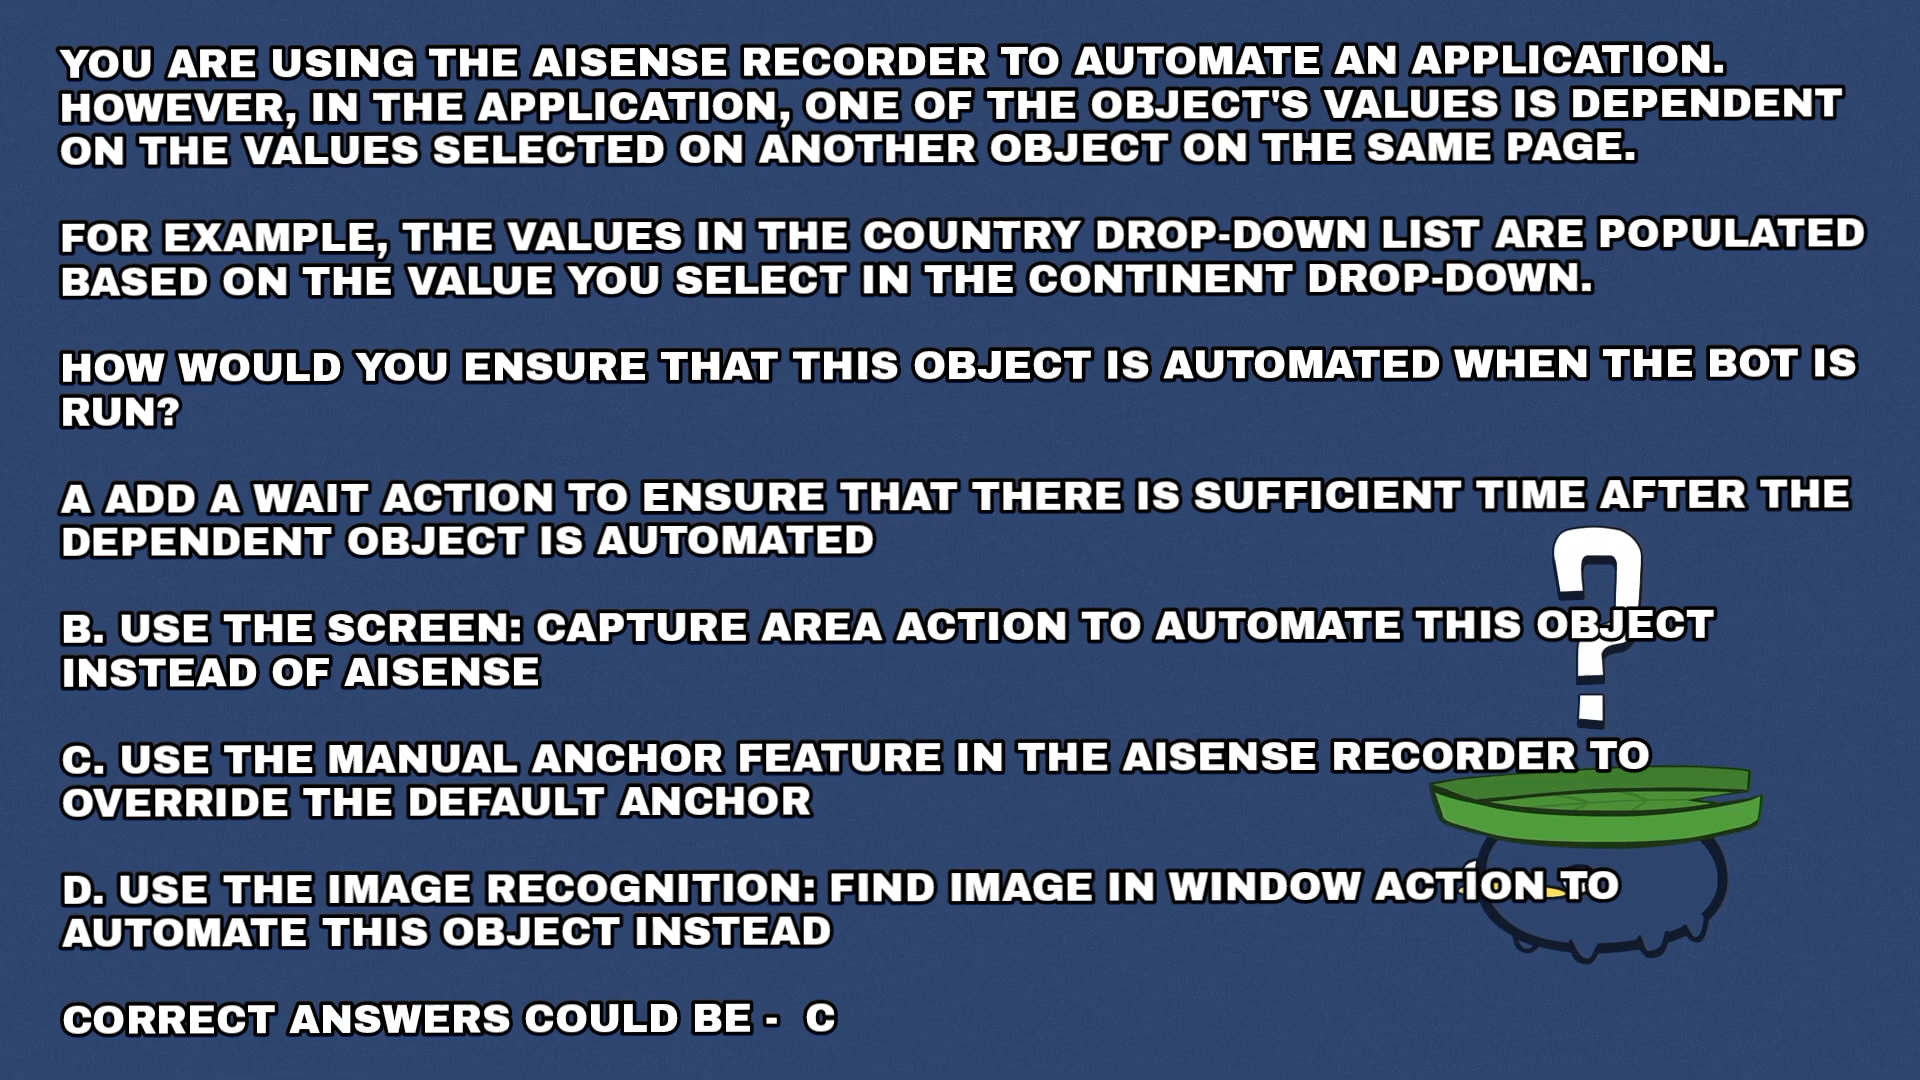 YOU ARE USING THE AISENSE RECORDER TO AUTOMATE AN APPLICATION.
HOWEVER, IN THE APPLICATION, ONE OF THE OBJECT'S VALUES IS DEPENDENT
ON THE VALUES SELECTED ON ANOTHER OBJECT ON THE SAME PAGE.
FOR EXAMPLE, THE VALUES IN THE COUNTRY DROP-DOWN LIST ARE POPULATED
BASED ON THE VALUE YOU SELECT IN THE CONTINENT DROP-DOWN.
HOW WOULD YOU ENSURE THAT THIS OBJECT IS AUTOMATED WHEN THE BOT IS
RUN?
A ADD A WAIT ACTION TO ENSURE THAT THERE IS SUFFICIENT TIME AFTER THE
DEPENDENT OBJECT IS AUTOMATED
B. USE THE SCREEN: CAPTURE AREA ACTION TO AUTOMATE THIS OBJECT
INSTEAD OF AISENSE
C. USE THE MANUAL ANCHOR FEATURE IN THE AISENSE RECORDER TO
OVERRIDE THE DEFAULT ANCHOR
D. USE THE IMAGE RECOGNITION: FIND IMAGE IN WINDOW ACTION TO
AUTOMATE THIS OBJECT INSTEAD
CORRECT ANSWERS COULD BE - C